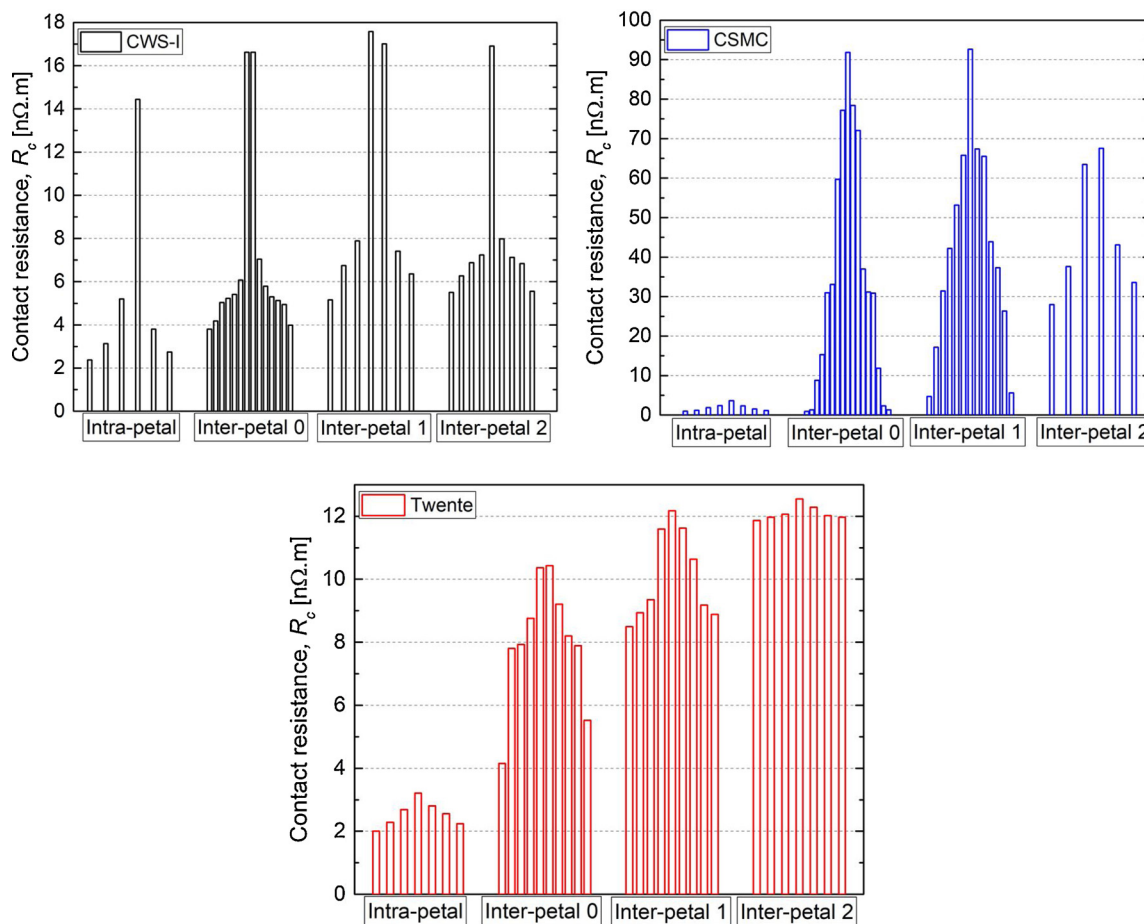 CWS-I
Contact resistance, Rc [nΩ.m]
18
16
14
12
10
8
6
4
2
0
Intra-petal
Inter-petal 0
Inter-petal 1
Inter-petal 2
CSMC
Contact resistance, Rc [nΩ.m]
100
90
80
70
60
50
40
30
20
10
0
Intra-petal
Inter-petal 0
Inter-petal 1
Inter-petal 2
Twente
Contact resistance, Rc [nΩ.m]
12
10
8
6
4
2
0
Intra-petal
Inter-petal 0
Inter-petal 1
Inter-petal 2